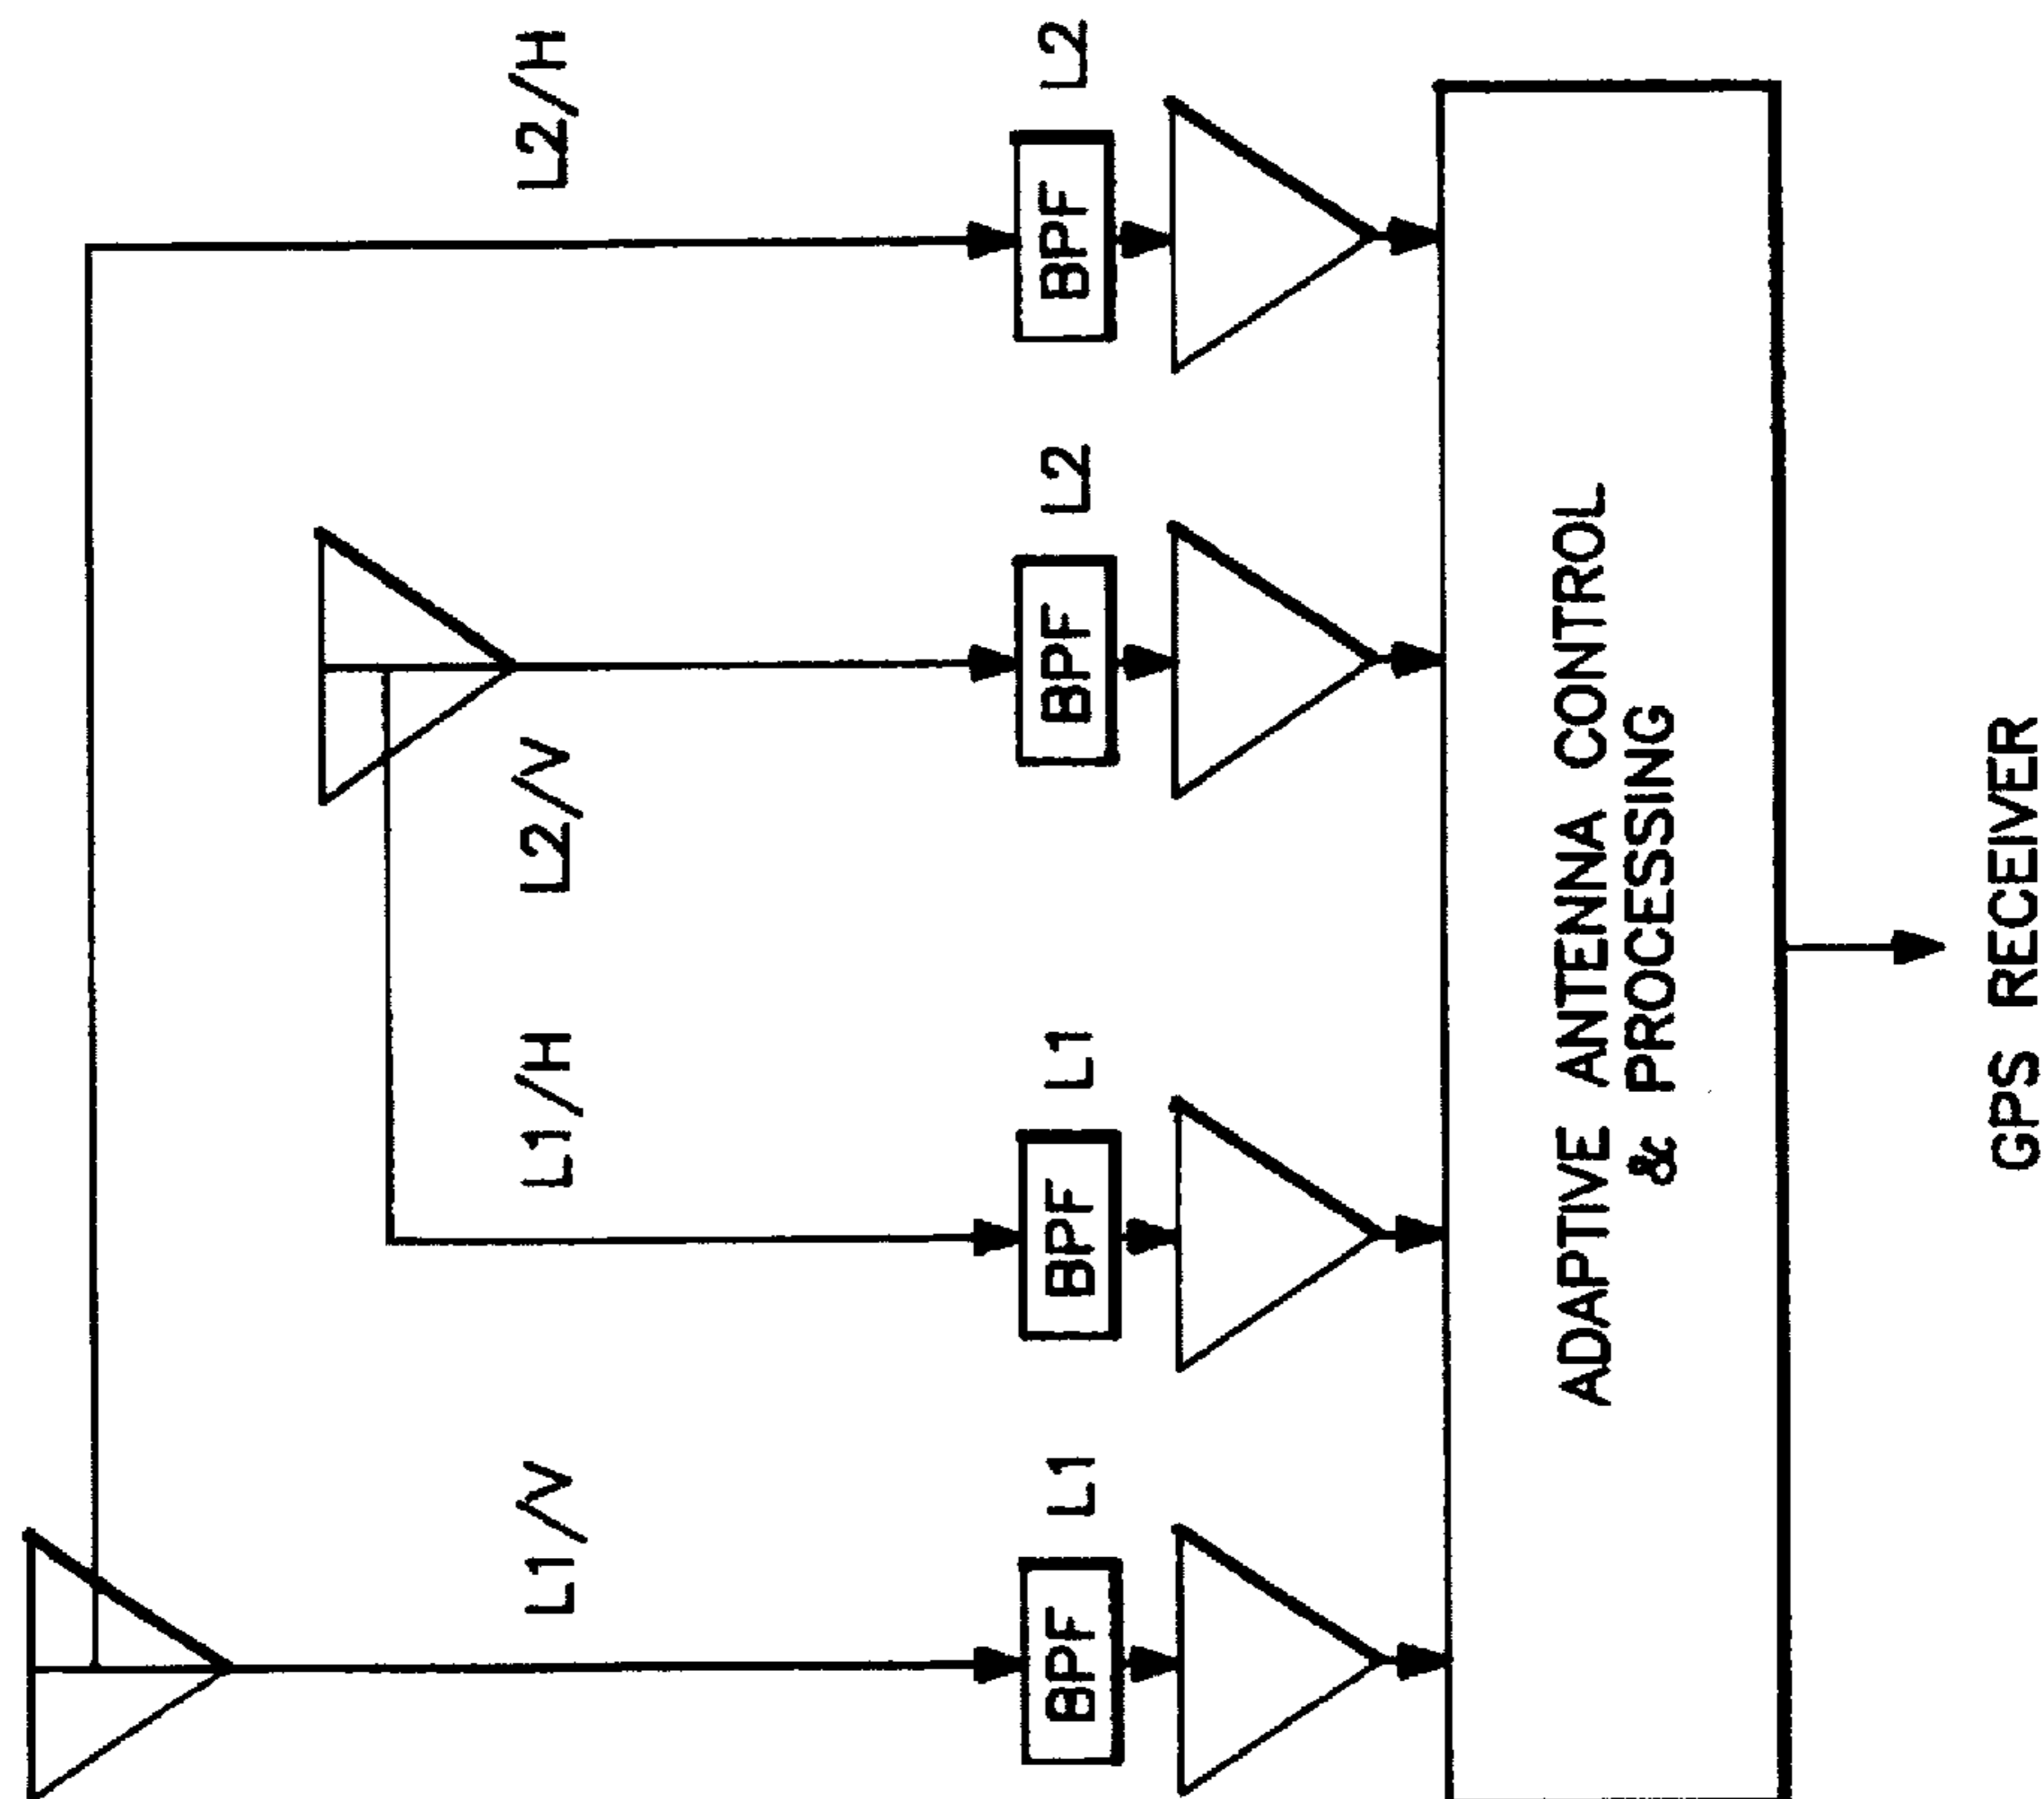 L1/V
L1/H
L2/V
L2/H
BPF
L1
BPF
L1
BPF
L2
BPF
L2
ADAPTIVE ANTENNA CONTROL
& PROCESSING
GPS RECEIVER